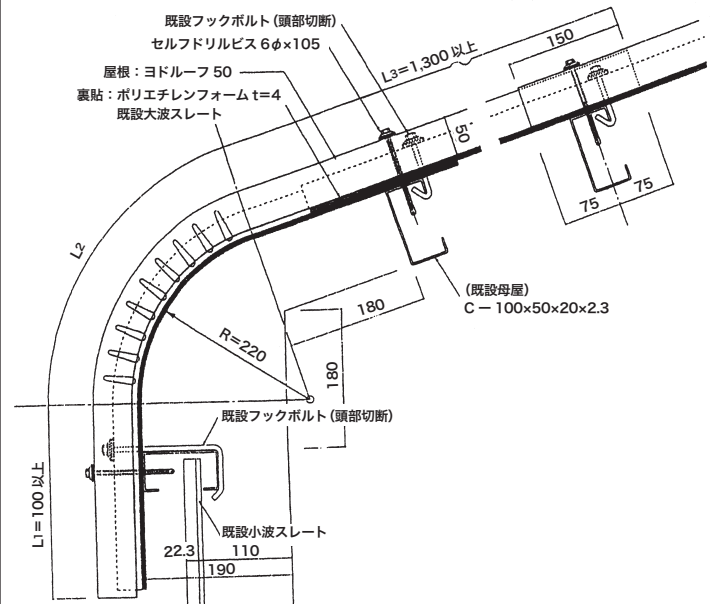 既設フックボルト（頭部切断）
セルフドリルビス 6φ×105
屋根：ヨドルーフ 50
裏貼：ポリエチレンフォーム t=4
既設大波スレート
L3=1,300 以上
150
50
75
75
L2
（既設母屋）
C ー 100×50×20×2.3
180
R=220
180
既設フックボルト（頭部切断）
L1=100 以上
既設小波スレート
22.3
110
190